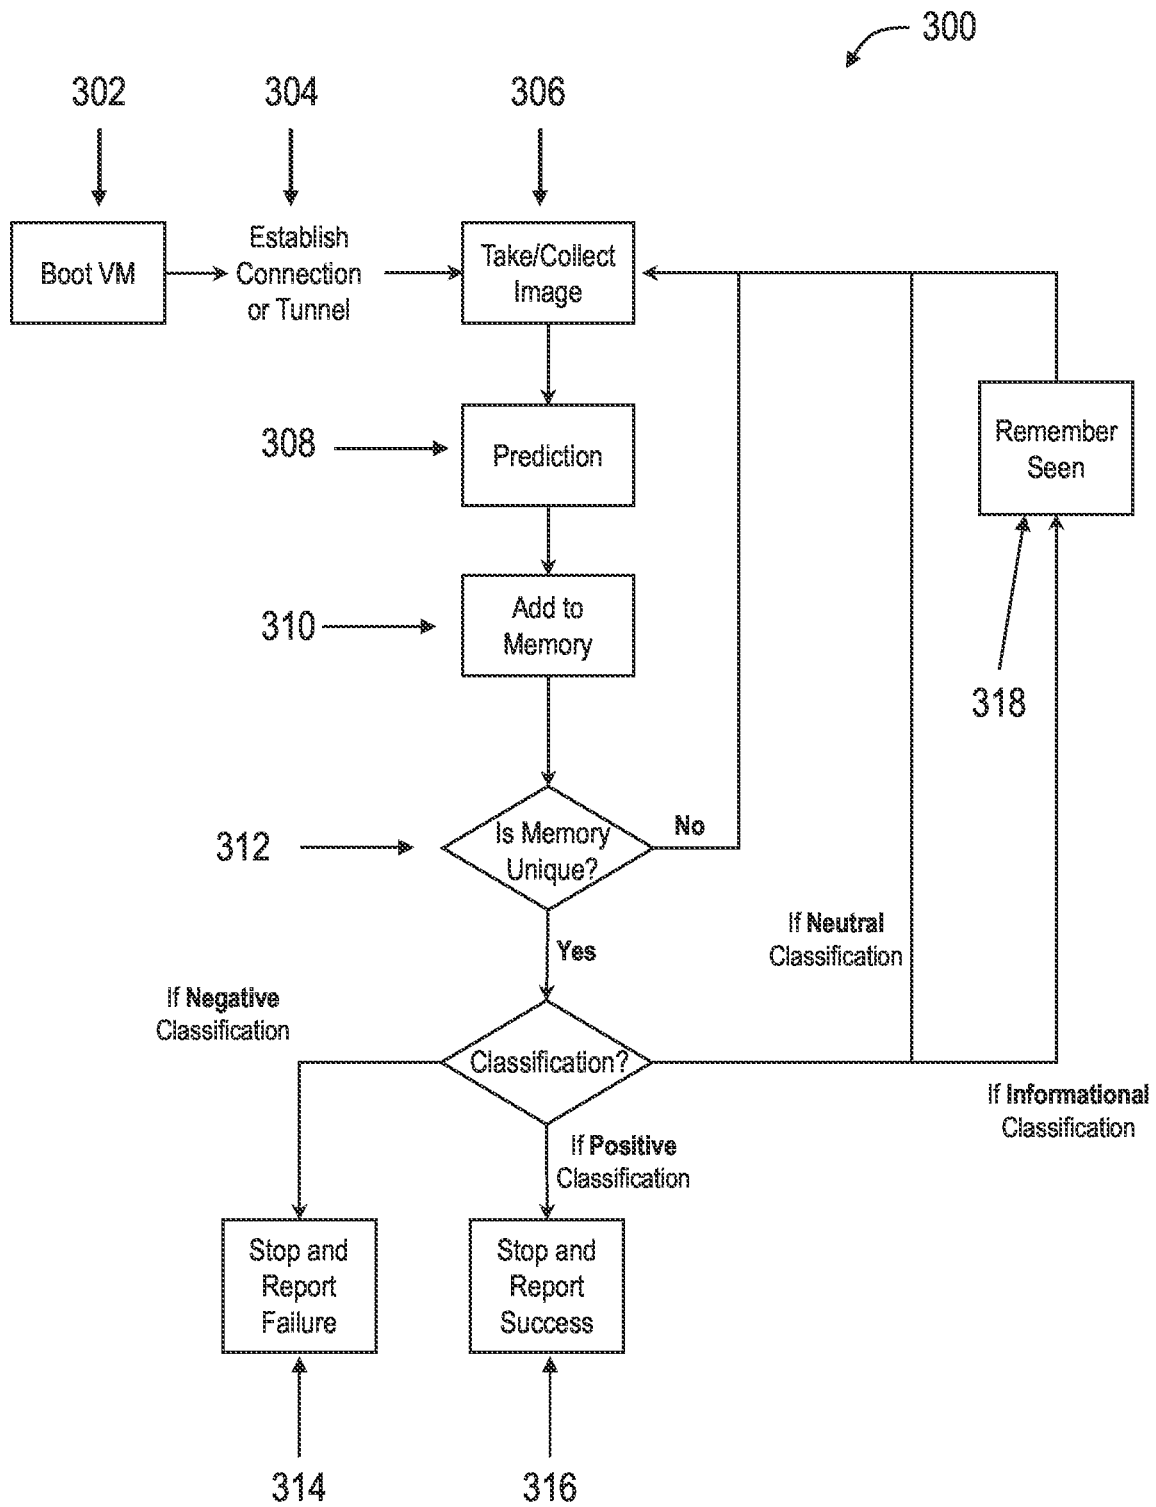 300
302
304
306
Boot VM
Establish
Connection
or Tunnel
Take/Collect
Image
308
Prediction
Remember
Seen
310
Add to
Memory
318
312
Is Memory
Unique?
No
Yes
If Neutral
Classification
If Negative
Classification
Classification?
If Informational
Classification
If Positive
Classification
Stop and
Report
Failure
Stop and
Report
Success
314
316